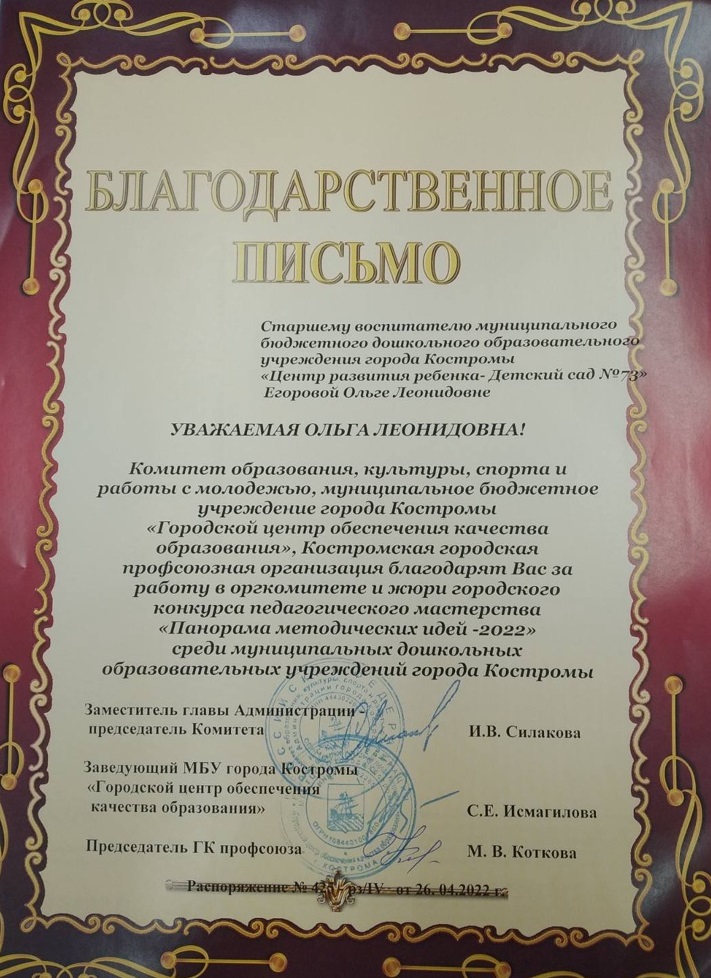 БЛАГОДАРСТВЕННОЕ
ПИСЬМО
Старшему воспитателю муниципального
бюджетного дошкольного образовательного
учреждения города Костромы
«Центр развития ребенка- Детский сад №73»
Егоровой Ольге Леонидовне
УВАЖАЕМАЯ ОЛЬГА ЛЕОНИДОВНА!
Комитет образования, культуры, спорта и
работы с молодежью, муниципальное бюджетное
учреждение города Костромы
«Городской центр обеспечения качества
образования», Костромская городская
профсоюзная организация благодарят Вас за
работу в оргкомитете и жюри городского
конкурса педагогического мастерства
«Панорама методических идей -2022»
среди муниципальных дошкольных
образовательных учреждений города Костромы
Заместитель главы Администрации -
председатель Комитета И.В. Силакова
Заведующий МБУ города Костромы
«Городской центр обеспечения
качества образования» С.Е. Исмагилова
Председатель ГК профсоюза М. В. Коткова
Распоряжение № рз/IV от 26. 04.2022 г.